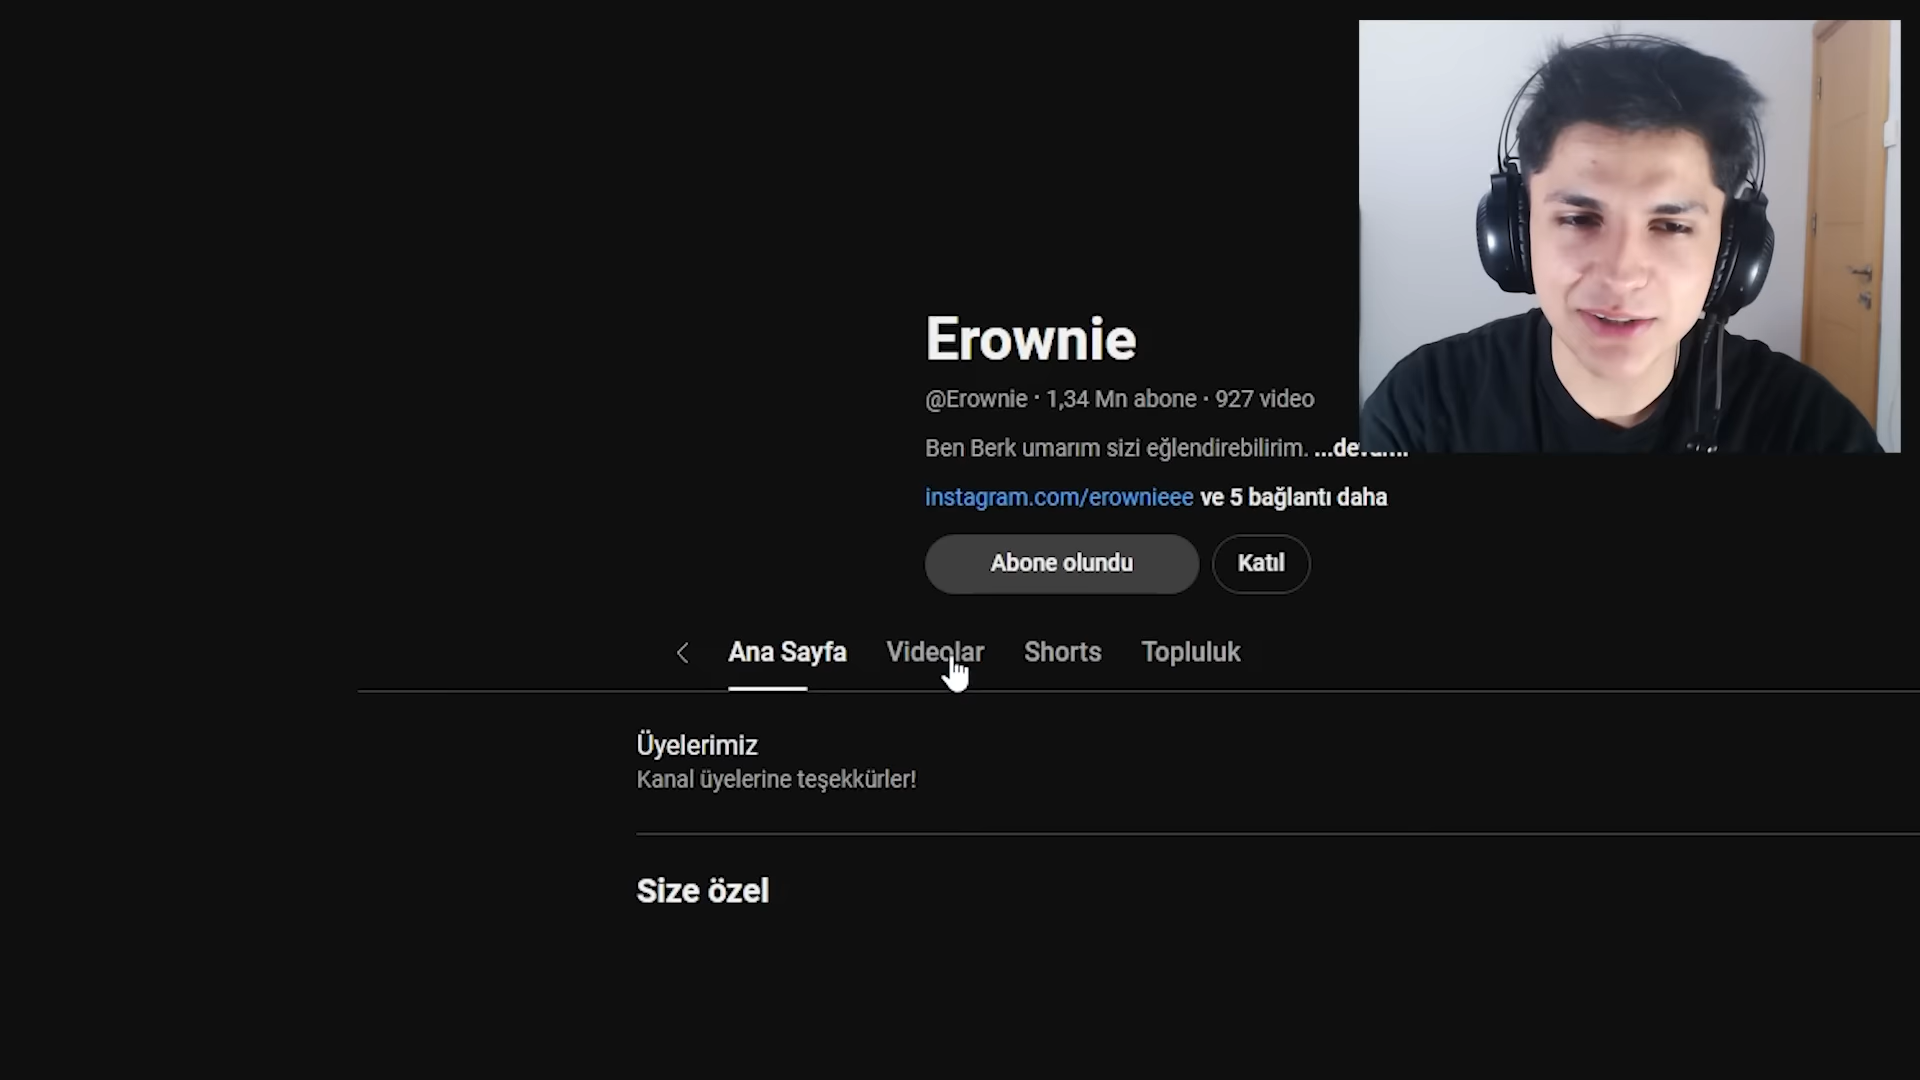 Erownie
@Erownie · 1,34 Mn abone · 927 video
Ben Berk umarım sizi eğlendirebilirim.
instagram.com/erownieee ve 5 bağlantı daha
Abone olundu Katıl
Ana Sayfa Videolar Shorts Topluluk
Üyelerimiz
Kanal üyelerine teşekkürler!
Size özel